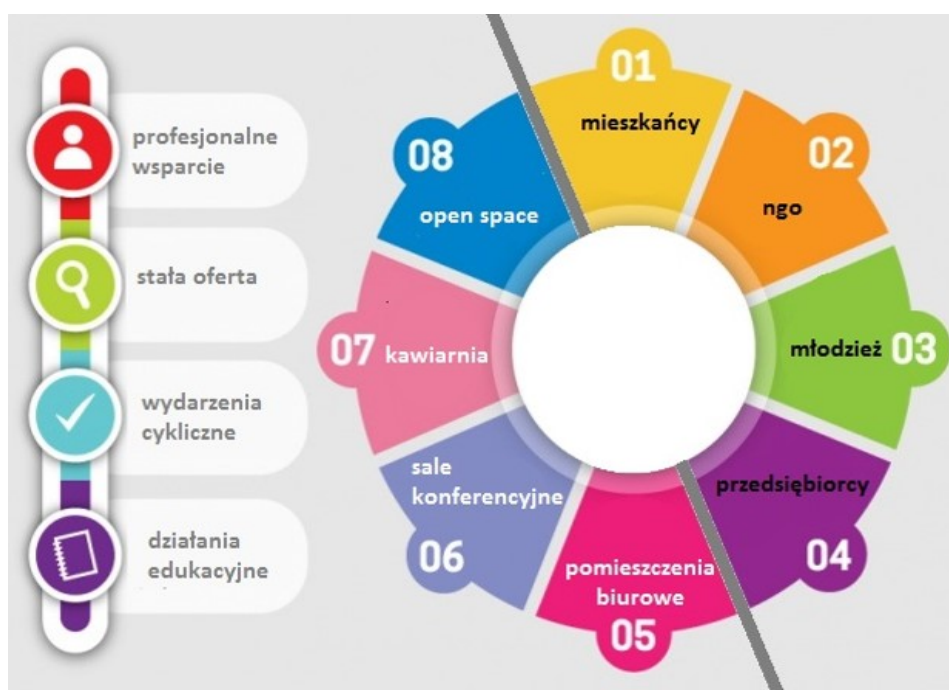 profesjonalne
wsparcie
stała oferta
wydarzenia
cykliczne
działania
edukacyjne
01
mieszkańcy
02
ngo
młodzież 03
przedsiębiorcy
04
pomieszczenia
biurowe
05
sale
konferencyjne
06
07 kawiarnia
08
open space